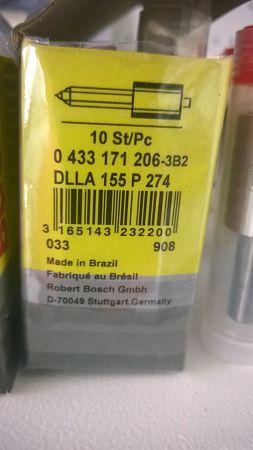 10 St/Pc
0 433 171 206-3B2
DLLA 155 P 274
3 165143 232200
033 908
Made in Brazil
Fabriqué au Brésil
Robert Bosch Gmbh
D-70049 Stuttgart.Germany